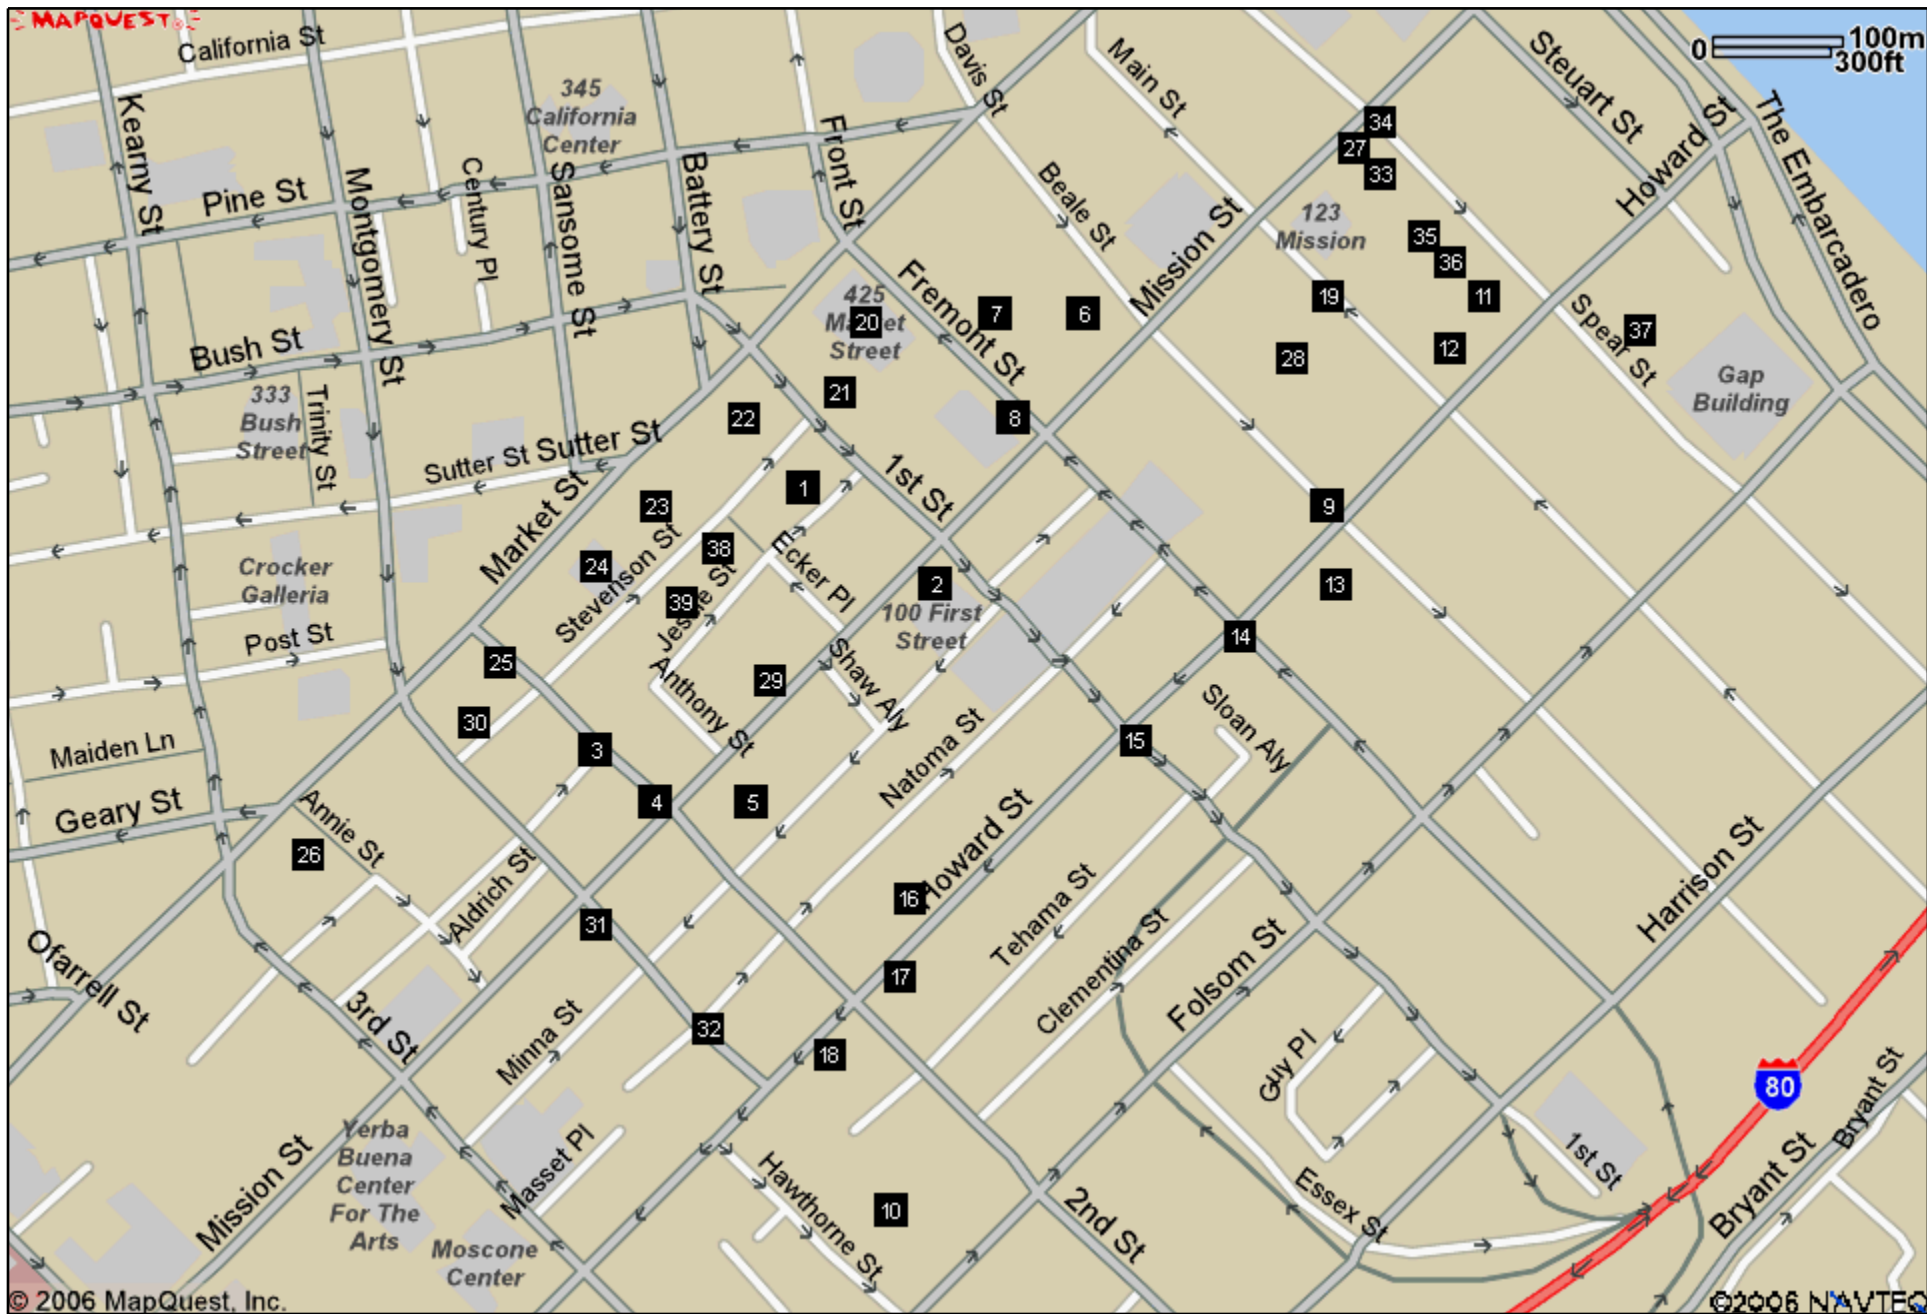 MAPQUEST
California St
Davis St
Main St
Steuart St
0 100m
300ft
The Embarcadero
Howard St
Kearny St
345
California
Center
Front St
34
27
33
Battery St
Sansome St
Century Pl
Montgomery St
Pine St
Beale St
Mission St
123
Mission
35
36
11
19
Spear St
37
12
28
Gap
Building
425
Market
Street
20
Fremont St
7
6
8
21
22
Bush St
333
Bush
Street
Trinity St
Sutter St Sutter St
Market St
1st St
1
23
38
24
39
Stevenson St
Jessie St
Ecker Pl
2
100 First
Street
9
13
14
Crocker
Galleria
Post St
25
30
Anthony St
29
Shaw Aly
Natoma St
Sloan Aly
15
3
4
5
Maiden Ln
Geary St
Annie St
26
Aldrich St
31
16
Howard St
17
Tehama St
Clementina St
Folsom St
Harrison St
Ofarrell St
3rd St
Minna St
32
18
Guy Pl
80
Bryant St
Bryant St
1st St
Yerba
Buena
Center
For The
Arts
Mission St
Masset Pl
Moscone
Center
Hawthorne St
10
2nd St
Essex St
© 2006 MapQuest, Inc.
©2006 NAVTEQ